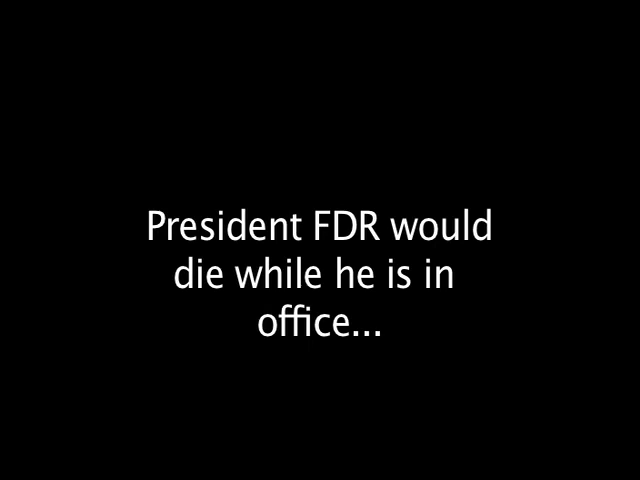 President FDR would
die while he is in
office...